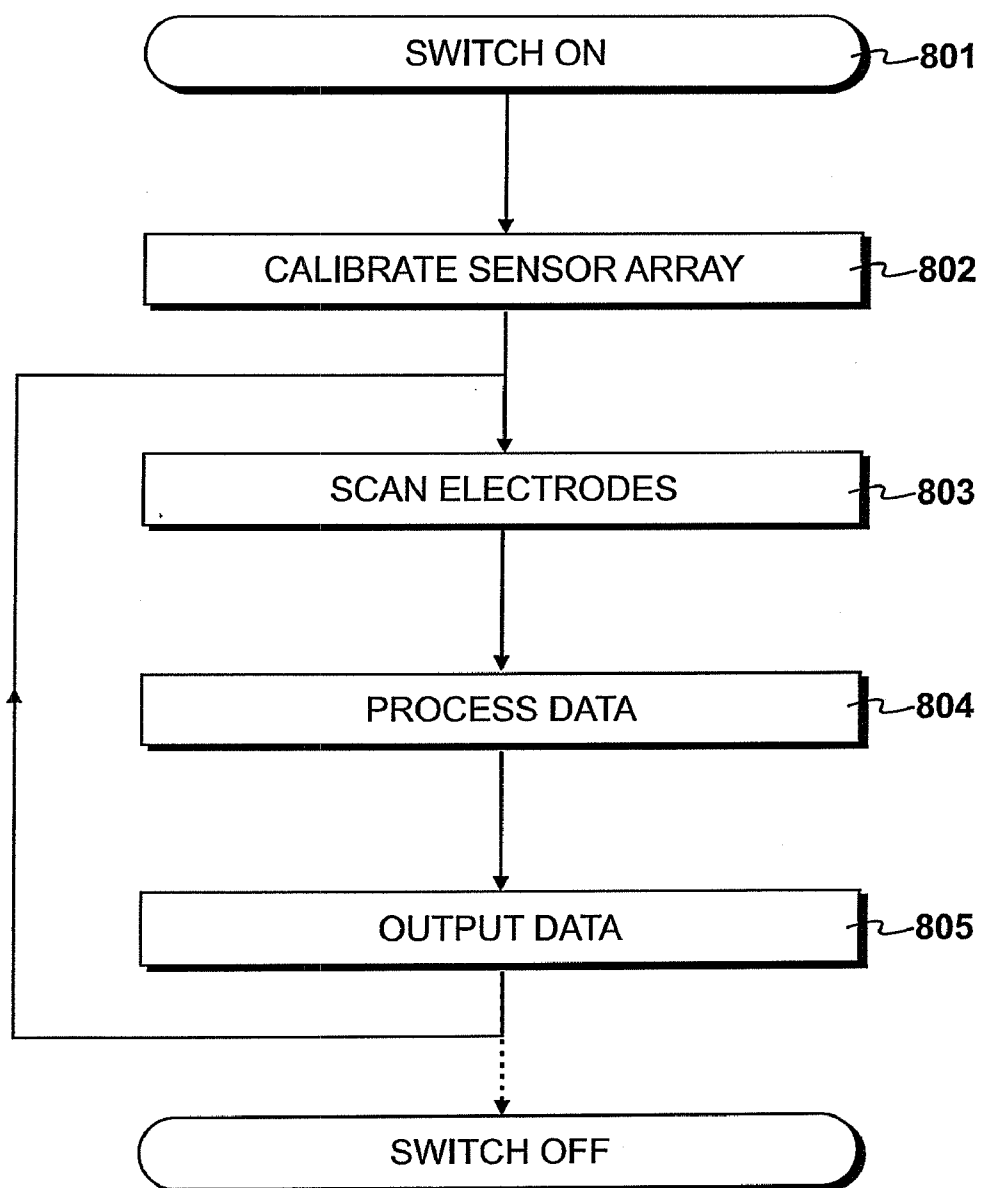 SWITCH ON 801
CALIBRATE SENSOR ARRAY 802
SCAN ELECTRODES 803
PROCESS DATA 804
OUTPUT DATA 805
SWITCH OFF